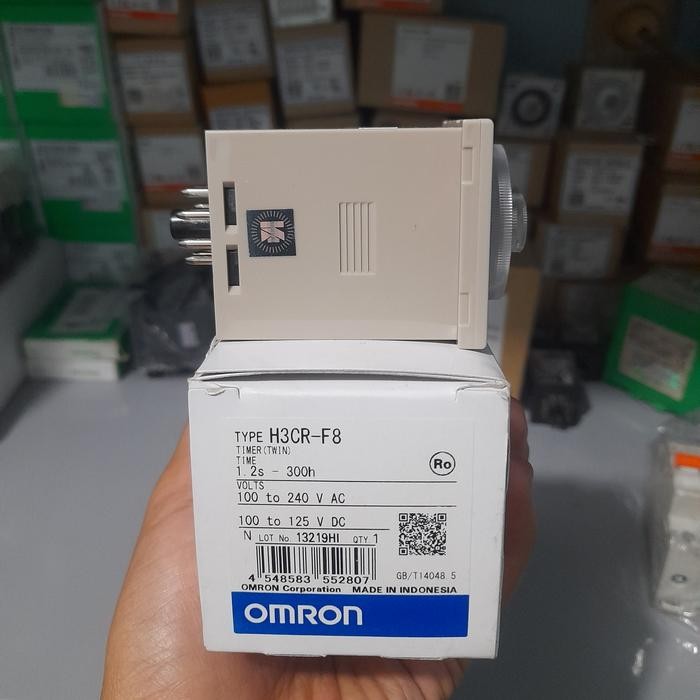 TYPE H3CR-F8
TIMER(TWIN)
TIME
1.2s - 300h
Ro
VOLTS
100 to 240 V AC
100 to 125 V DC
N LOT No. 13219HI QTY. 1
4 548583 552807
GB/T14048.5
OMRON Corporation MADE IN INDONESIA
OMRON